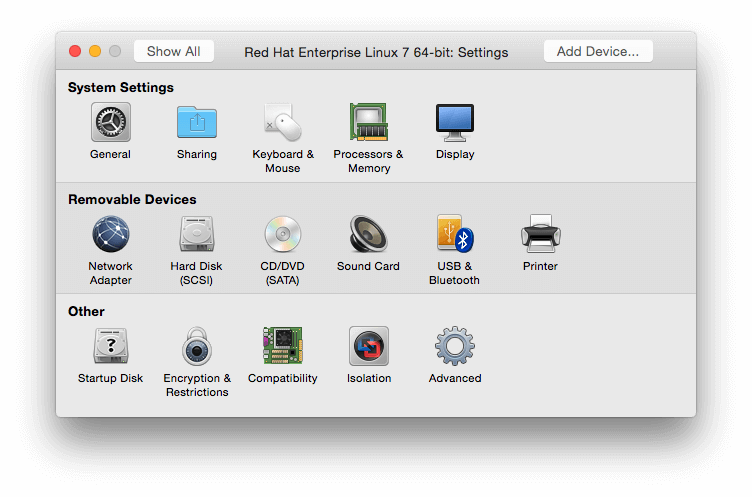 Show All
Red Hat Enterprise Linux 7 64-bit: Settings
Add Device...
System Settings
General
Sharing
Keyboard &
Mouse
Processors &
Memory
Display
Removable Devices
Network
Adapter
Hard Disk
(SCSI)
CD/DVD
(SATA)
Sound Card
USB &
Bluetooth
Printer
Other
?
Startup Disk
Encryption &
Restrictions
Compatibility
Isolation
Advanced